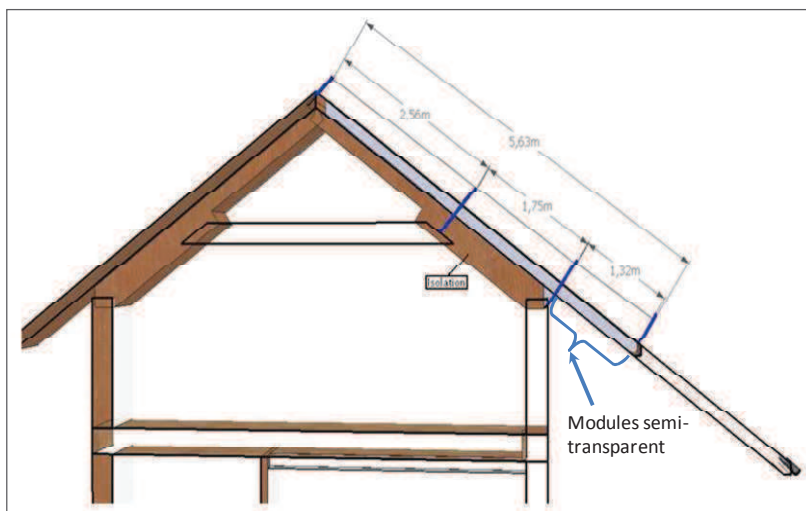 2,56m
5,63m
1,75m
1,32m
Isolation
Modules semi-
transparent